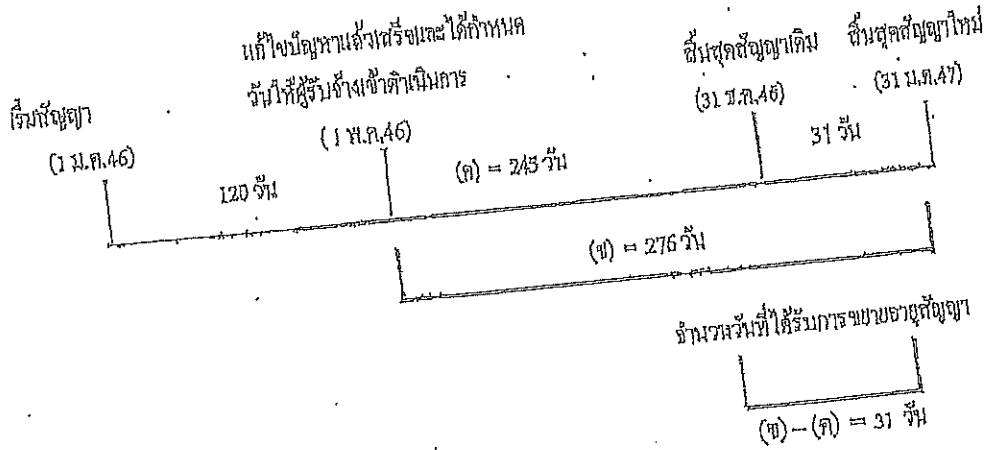 แก้ไขปัญหาแล้วเสร็จและได้กำหนด
วันให้ผู้รับจ้างเข้าดำเนินการ
(1 พ.ค.46)
เริ่มสัญญา
(1 ม.ค.46)
สิ้นสุดสัญญาเดิม
(31 ธ.ค.46)
สิ้นสุดสัญญาใหม่
(31 ม.ค.47)
120 วัน
(ค) = 245 วัน
31 วัน
(ข) = 276 วัน
จำนวนวันที่ได้รับการขยายอายุสัญญา
(ข) – (ค) = 31 วัน